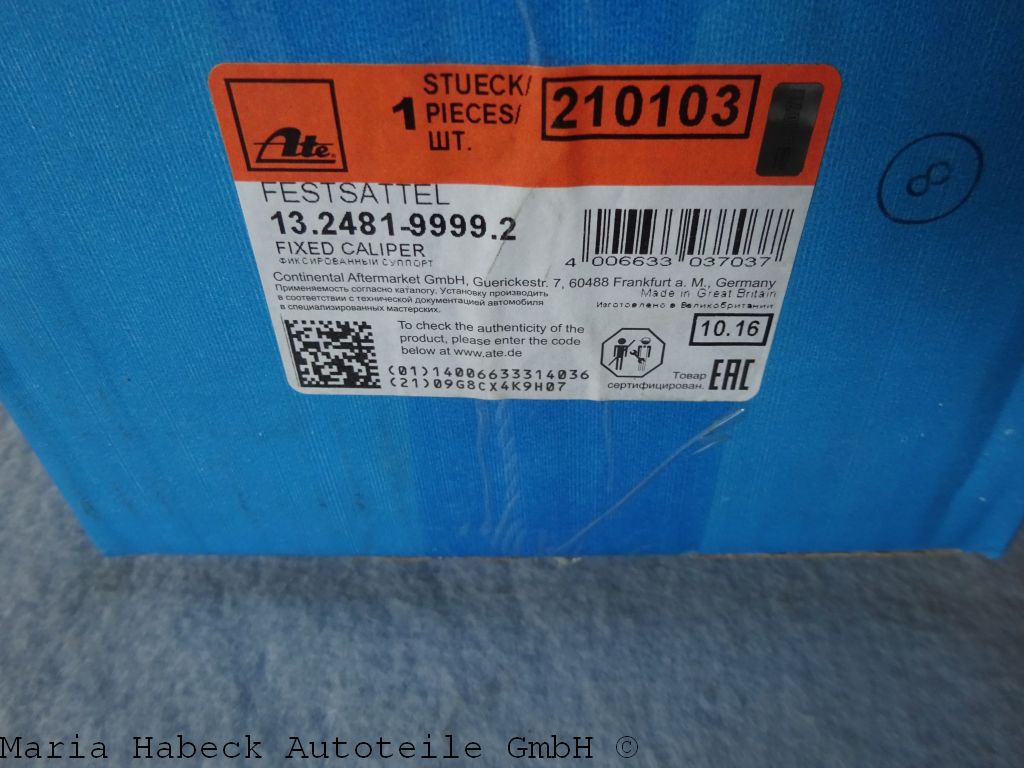 Ate
1
STUECK/
PIECES/
ШТ.
210103
FESTSATTEL
13.2481-9999.2
FIXED CALIPER
ФИКСИРОВАННЫЙ СУППОРТ
4 006633 037037
Continental Aftermarket GmbH, Guerickestr. 7, 60488 Frankfurt a. M., Germany
Made in Great Britain
Применяемость согласно каталогу. Установку производить
Изготовлено в Великобритании
в соответствии с технической документацией автомобиля
в специализированных мастерских.
10.16
To check the authenticity of the
product, please enter the code
below at www.ate.de
(01)14006633314036
(21)09G8CX4K9H07
Товар
сертифицирован.
EAC
8
Maria Habeck Autoteile GmbH ©